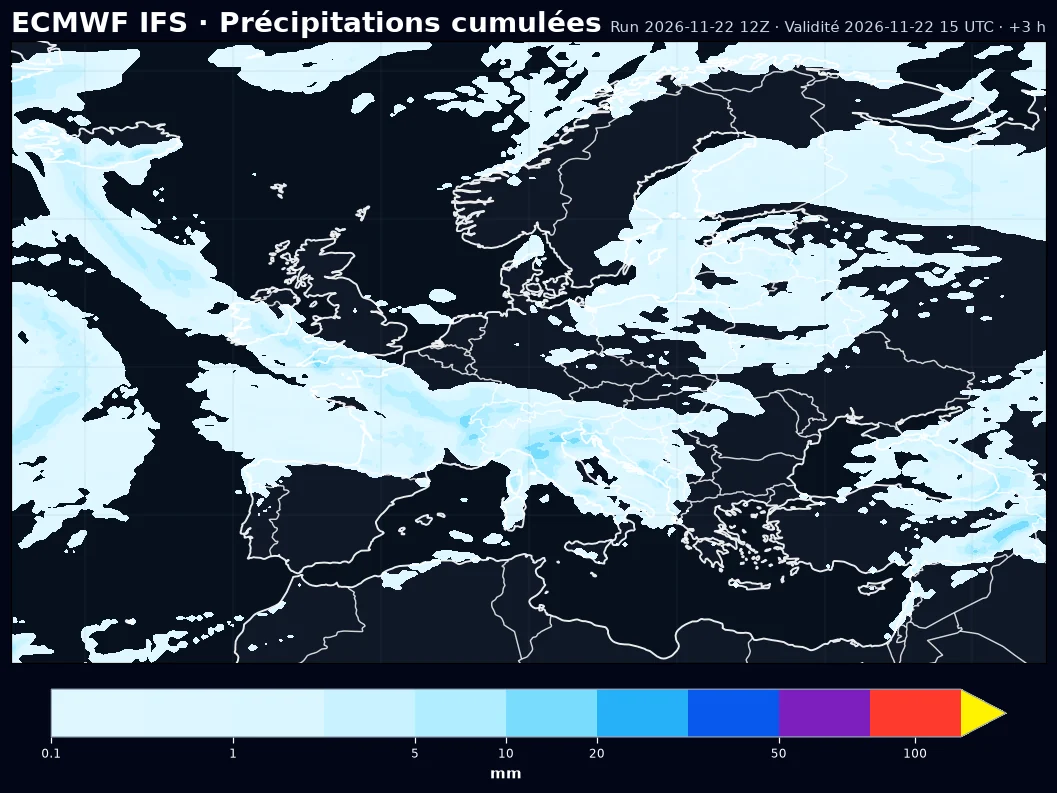 ECMWF IFS · Précipitations cumulées Run 2026-11-22 12Z · Validité 2026-11-22 15 UTC · +3 h
0.1 1 5 10 20 50 100
mm